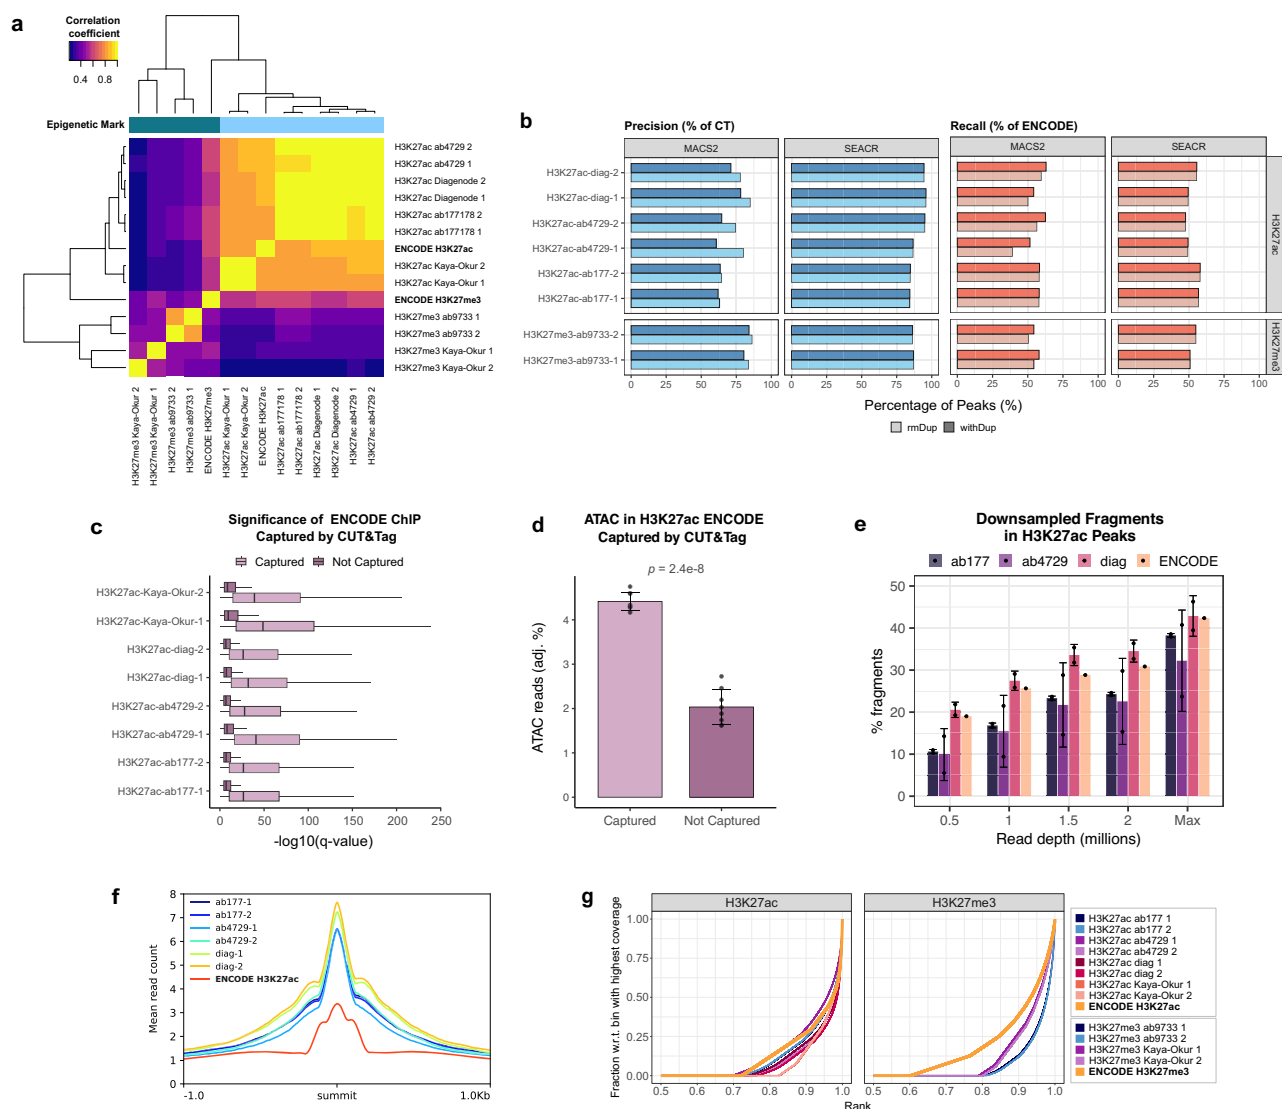 a
Correlation
coefficient
0.4 0.8
Epigenetic Mark
H3K27ac ab4729 2
H3K27ac ab4729 1
H3K27ac Diagenode 2
H3K27ac Diagenode 1
H3K27ac ab177178 2
H3K27ac ab177178 1
ENCODE H3K27ac
H3K27ac Kaya-Okur 2
H3K27ac Kaya-Okur 1
ENCODE H3K27me3
H3K27me3 ab9733 1
H3K27me3 ab9733 2
H3K27me3 Kaya-Okur 1
H3K27me3 Kaya-Okur 2
H3K27me3 Kaya-Okur 2
H3K27me3 Kaya-Okur 1
H3K27me3 ab9733 2
H3K27me3 ab9733 1
ENCODE H3K27me3
H3K27ac Kaya-Okur 1
H3K27ac Kaya-Okur 2
ENCODE H3K27ac
H3K27ac ab177178 1
H3K27ac ab177178 2
H3K27ac Diagenode 1
H3K27ac Diagenode 2
H3K27ac ab4729 1
H3K27ac ab4729 2
b
Precision (% of CT)
Recall (% of ENCODE)
MACS2 SEACR MACS2 SEACR
H3K27ac-diag-2
H3K27ac-diag-1
H3K27ac-ab4729-2
H3K27ac-ab4729-1
H3K27ac-ab177-2
H3K27ac-ab177-1
H3K27me3-ab9733-2
H3K27me3-ab9733-1
H3K27ac
H3K27me3
0 25 50 75 100 0 25 50 75 100 0 25 50 75 100 0 25 50 75 100
Percentage of Peaks (%)
rmDup withDup
c
Significance of ENCODE ChIP
Captured by CUT&Tag
Captured Not Captured
H3K27ac-Kaya-Okur-2
H3K27ac-Kaya-Okur-1
H3K27ac-diag-2
H3K27ac-diag-1
H3K27ac-ab4729-2
H3K27ac-ab4729-1
H3K27ac-ab177-2
H3K27ac-ab177-1
0 50 100 150 200 250
-log10(q-value)
d
ATAC in H3K27ac ENCODE
Captured by CUT&Tag
p = 2.4e-8
ATAC reads (adj. %)
4
2
1
0
Captured Not Captured
e
Downsampled Fragments
in H3K27ac Peaks
ab177 ab4729 diag ENCODE
% fragments
50
40
30
20
10
0
0.5 1 1.5 2 Max
Read depth (millions)
f
Mean read count
8
7
6
5
4
3
2
1
0
ab177-1
ab177-2
ab4729-1
ab4729-2
diag-1
diag-2
ENCODE H3K27ac
-1.0 summit 1.0Kb
g
H3K27ac H3K27me3
Fraction w.r.t. bin with highest coverage
1.00
0.75
0.50
0.25
0.00
0.5 0.6 0.7 0.8 0.9 1.0 0.5 0.6 0.7 0.8 0.9 1.0
Rank
H3K27ac ab177 1
H3K27ac ab177 2
H3K27ac ab4729 1
H3K27ac ab4729 2
H3K27ac diag 1
H3K27ac diag 2
H3K27ac Kaya-Okur 1
H3K27ac Kaya-Okur 2
ENCODE H3K27ac
H3K27me3 ab9733 1
H3K27me3 ab9733 2
H3K27me3 Kaya-Okur 1
H3K27me3 Kaya-Okur 2
ENCODE H3K27me3